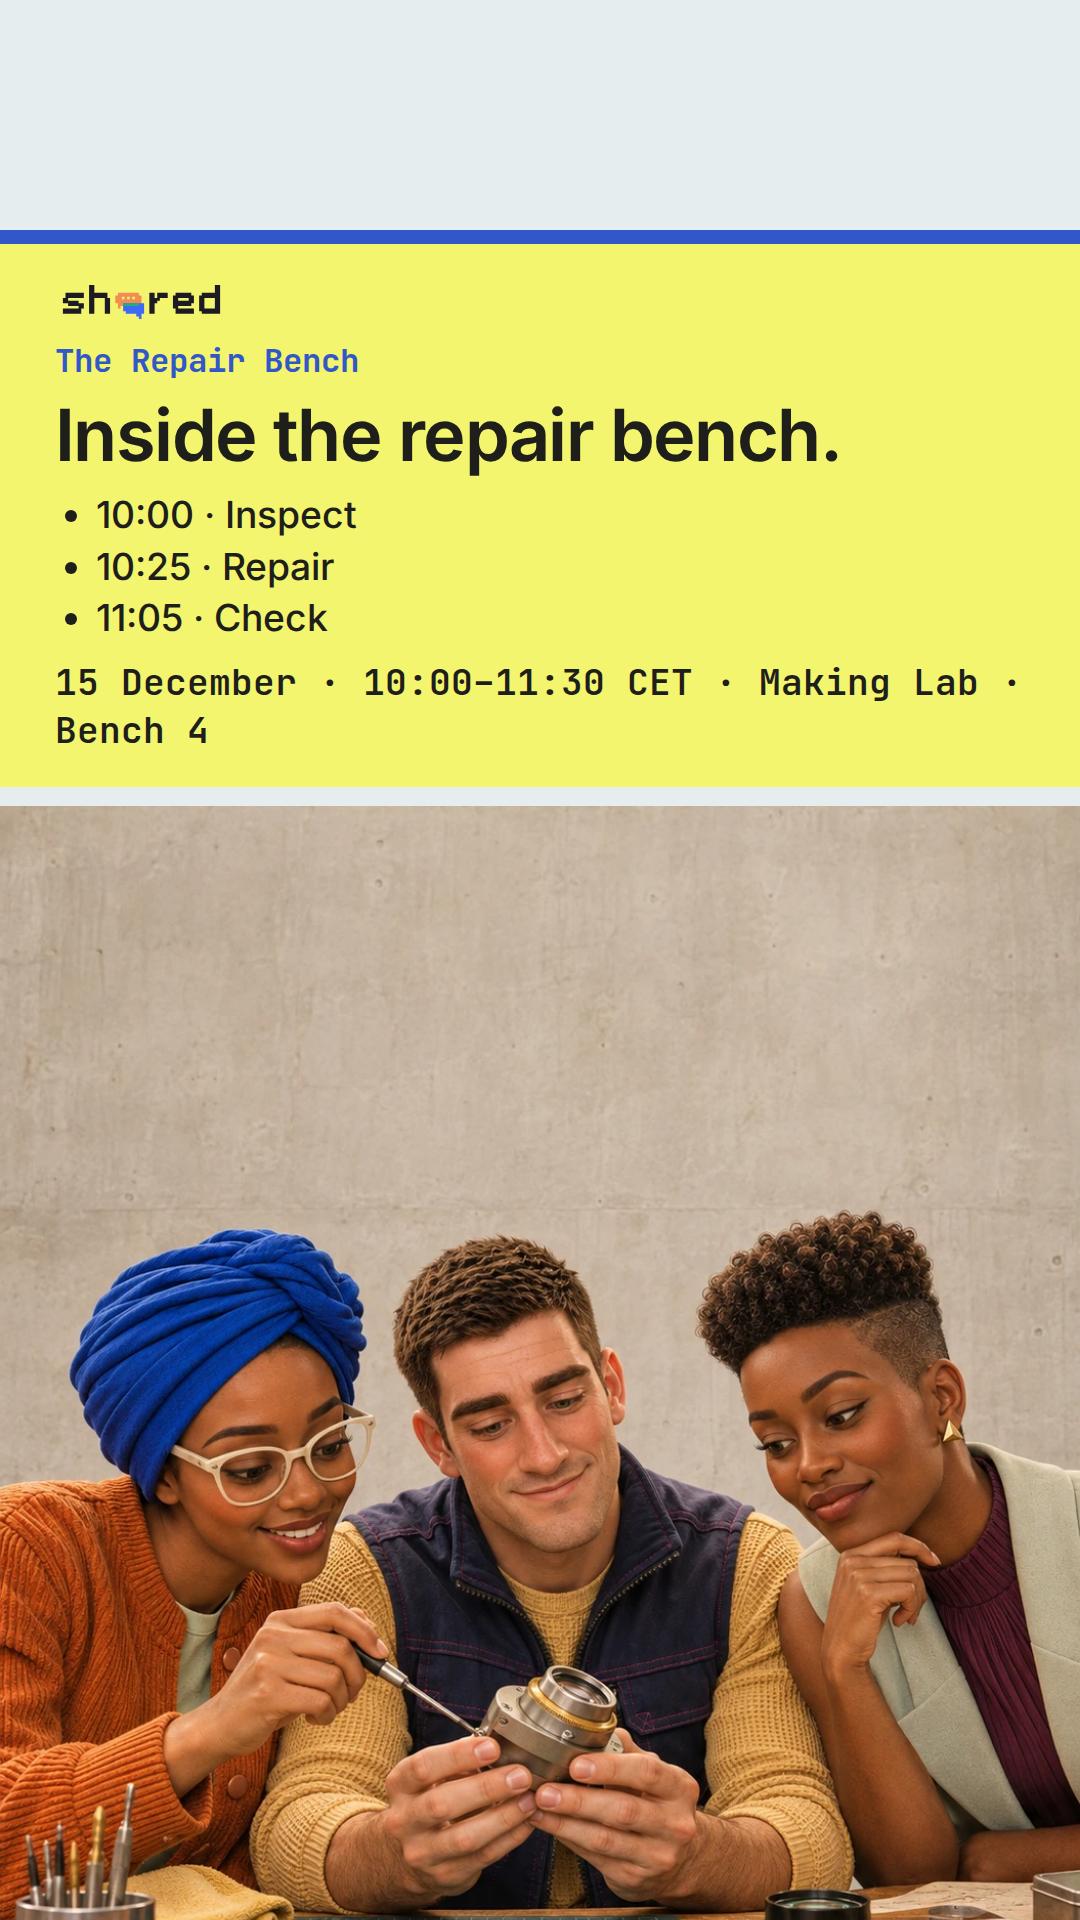 shared
The Repair Bench
Inside the repair bench.
• 10:00 · Inspect
• 10:25 · Repair
• 11:05 · Check
15 December · 10:00–11:30 CET · Making Lab ·
Bench 4